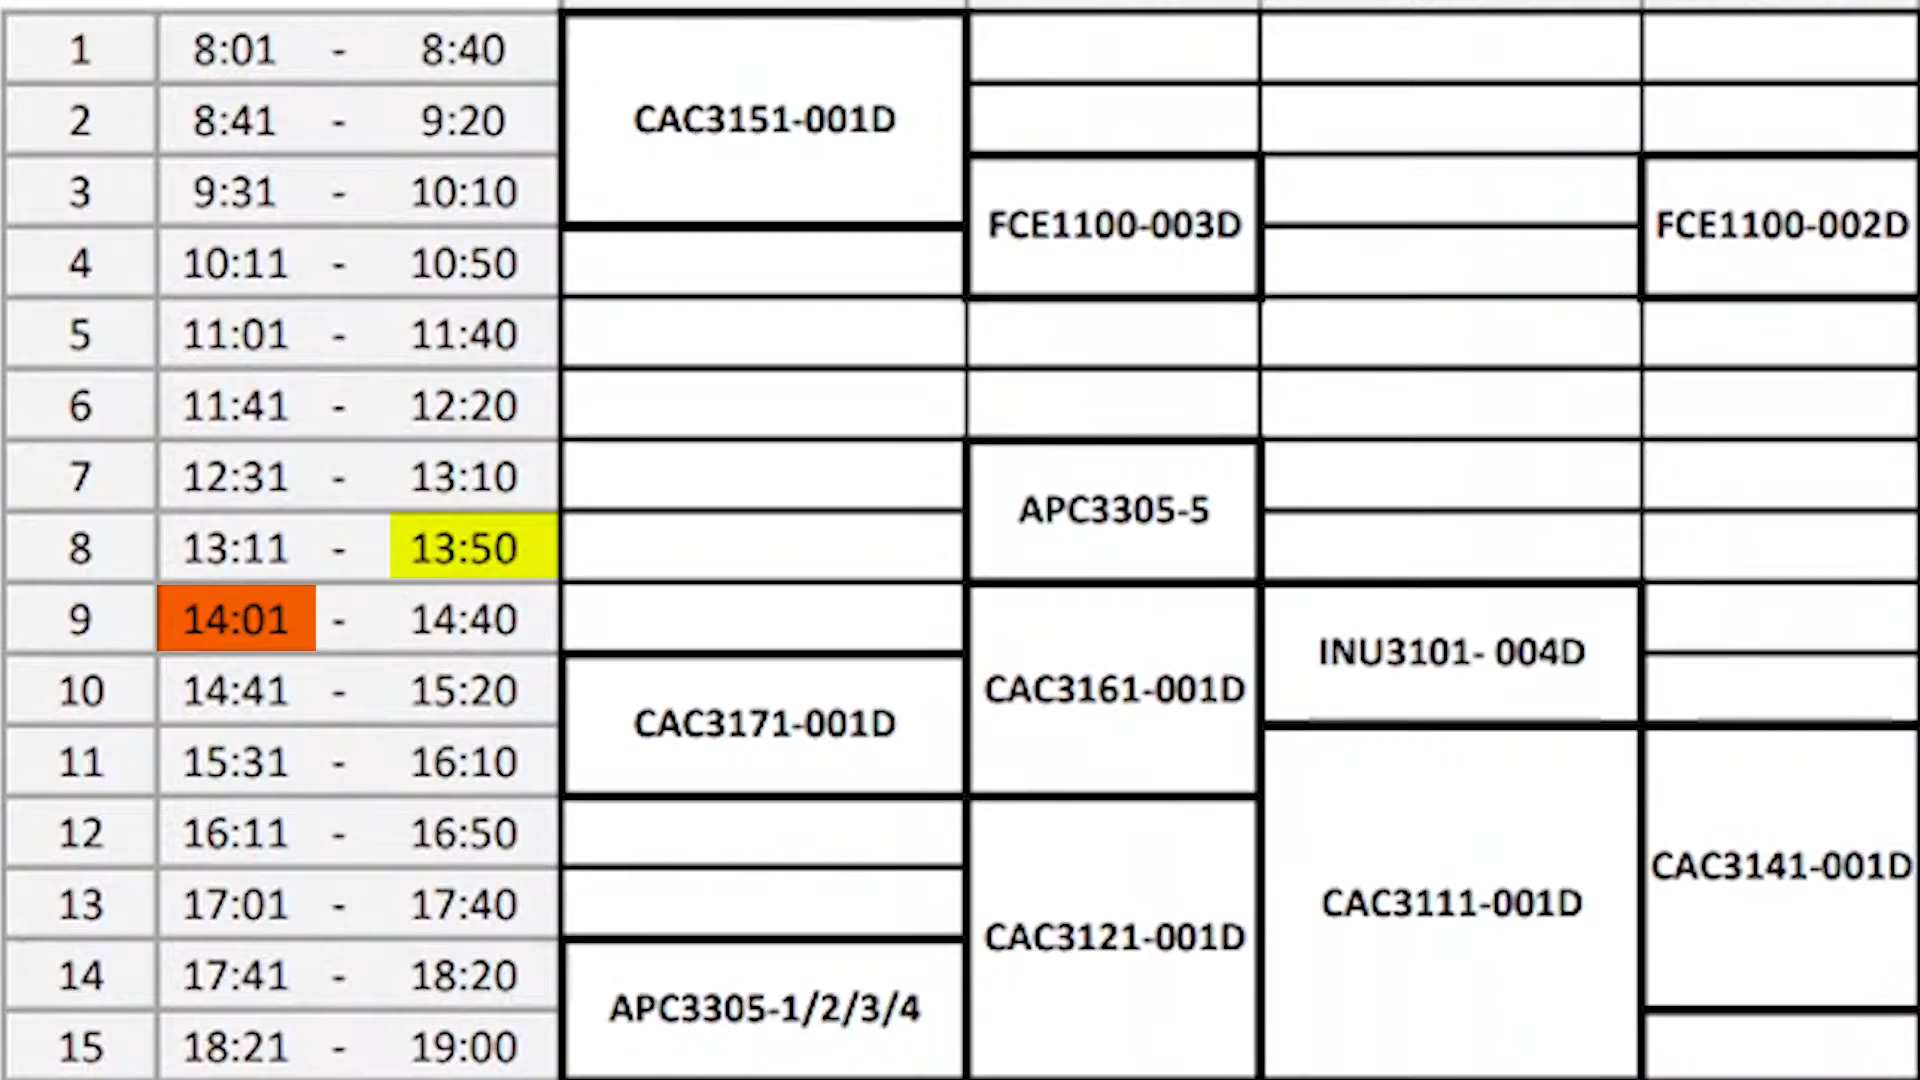 1 8:01 - 8:40
CAC3151-001D
2 8:41 - 9:20
3 9:31 - 10:10
FCE1100-003D
FCE1100-002D
4 10:11 - 10:50
5 11:01 - 11:40
6 11:41 - 12:20
7 12:31 - 13:10
APC3305-5
8 13:11 - 13:50
9 14:01 - 14:40
INU3101- 004D
10 14:41 - 15:20
CAC3161-001D
CAC3171-001D
11 15:31 - 16:10
12 16:11 - 16:50
CAC3141-001D
13 17:01 - 17:40
CAC3111-001D
CAC3121-001D
14 17:41 - 18:20
APC3305-1/2/3/4
15 18:21 - 19:00